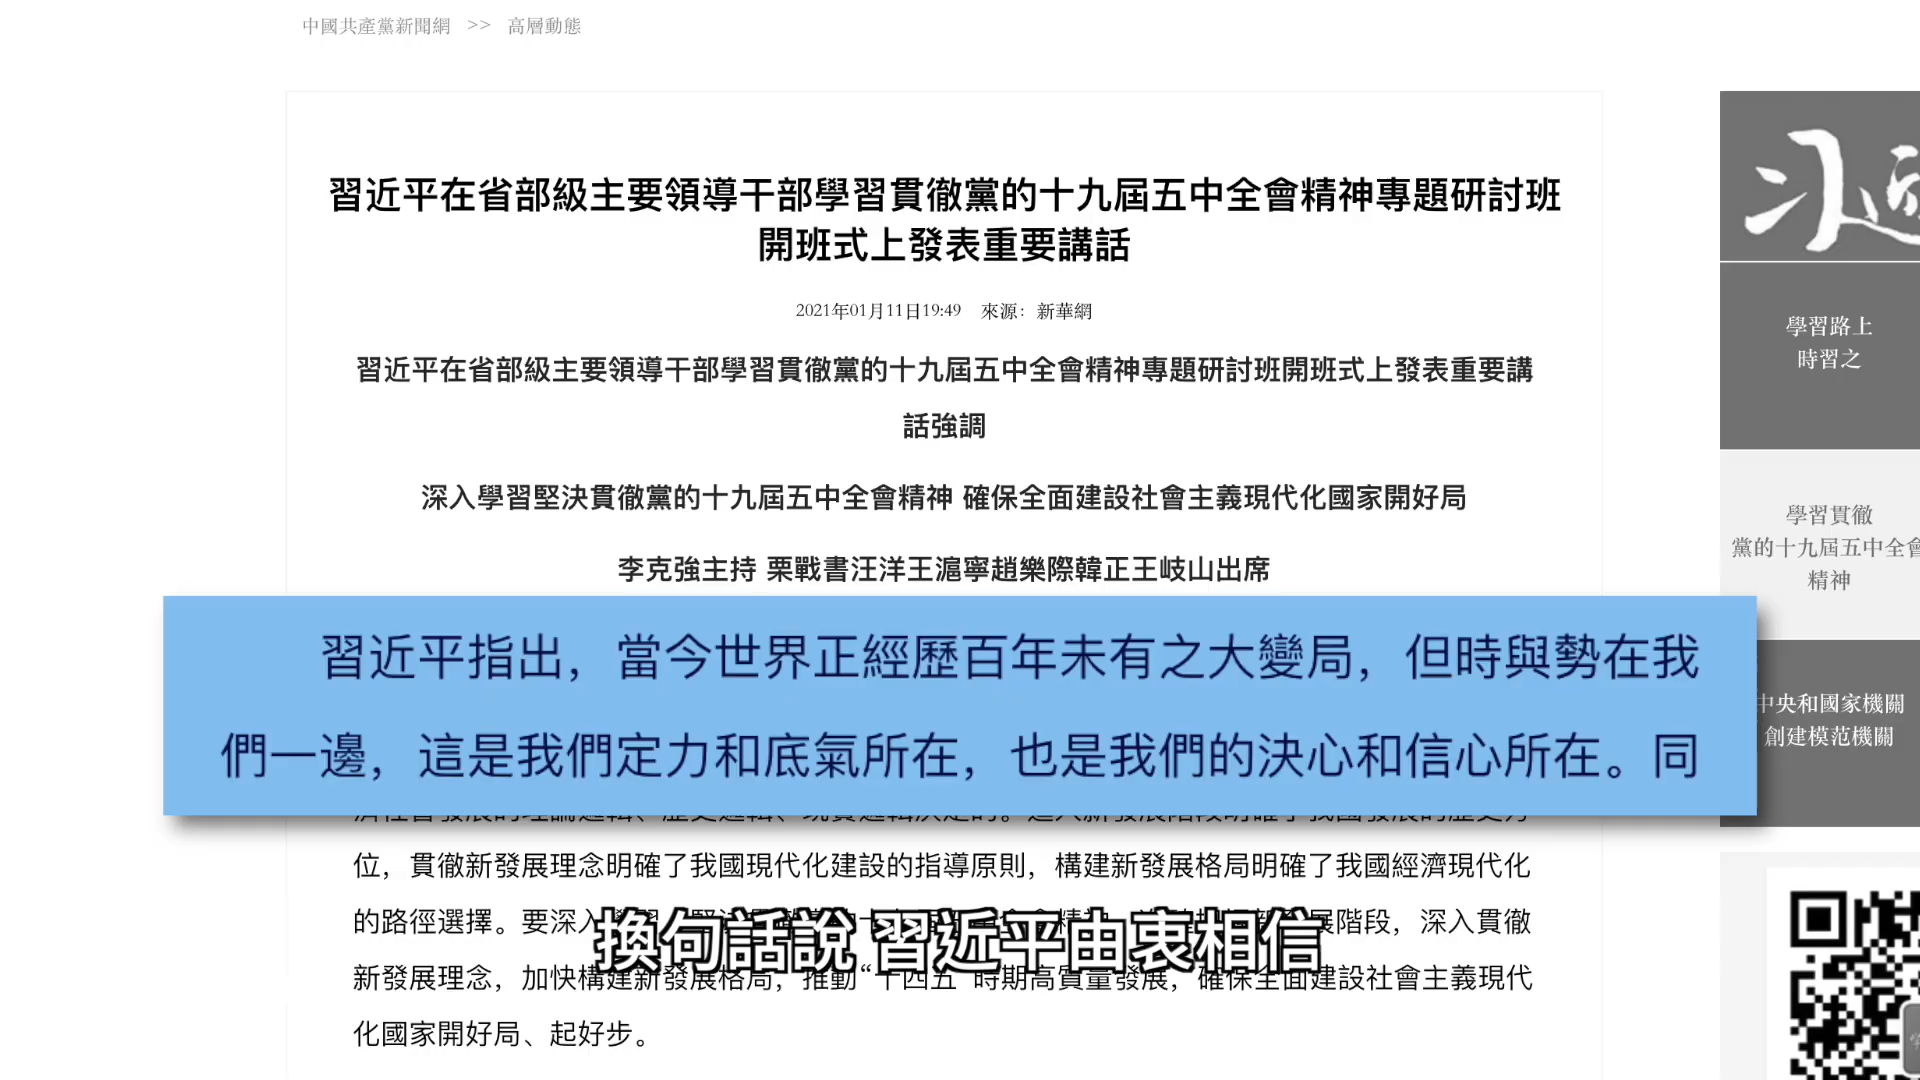 中國共產黨新聞網 >> 高層動態
習近平在省部級主要領導干部學習貫徹黨的十九屆五中全會精神專題研討班
開班式上發表重要講話
2021年01月11日19:49 來源：新華網
習近平在省部級主要領導干部學習貫徹黨的十九屆五中全會精神專題研討班開班式上發表重要講
話強調
深入學習堅決貫徹黨的十九屆五中全會精神 確保全面建設社會主義現代化國家開好局
李克強主持 栗戰書汪洋王滬寧趙樂際韓正王岐山出席
習近平指出，當今世界正經歷百年未有之大變局，但時與勢在我
們一邊，這是我們定力和底氣所在，也是我們的決心和信心所在。同
位，貫徹新發展理念明確了我國現代化建設的指導原則，構建新發展格局明確了我國經濟現代化
的路徑選擇。要深入 展階段，深入貫徹
新發展理念，加快構建新發展格局，推動“十四五”時期高質量發展，確保全面建設社會主義現代
化國家開好局、起好步。
換句話說 習近平由衷相信
習近
學習路上
時習之
學習貫徹
黨的十九屆五中全會
精神
中央和國家機關
創建模范機關